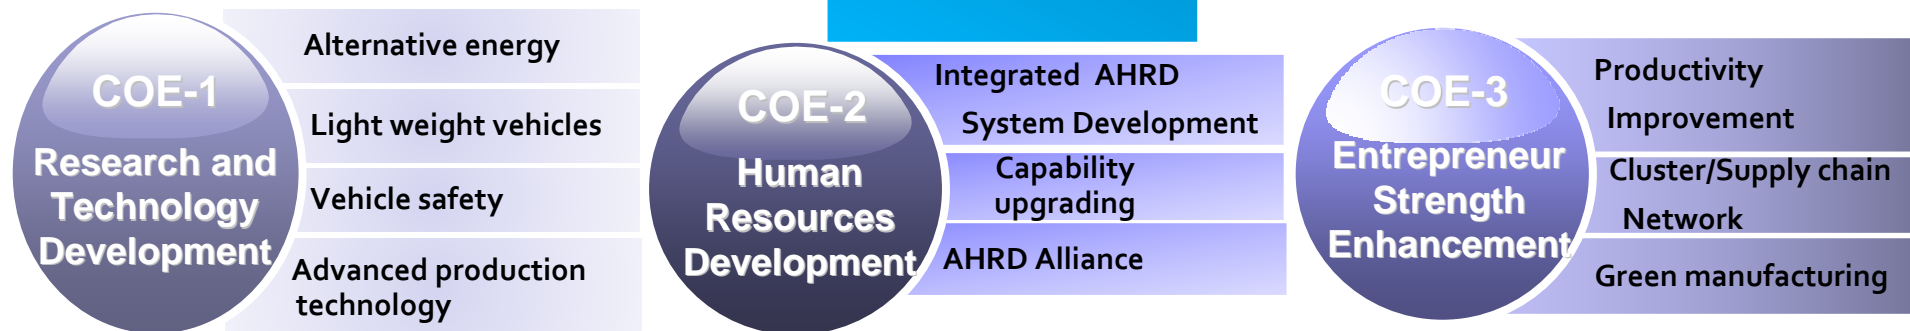 COE-1
Research and
Technology
Development
Alternative energy
Light weight vehicles
Vehicle safety
Advanced production
technology
COE-2
Human
Resources
Development
Integrated AHRD
System Development
Capability
upgrading
AHRD Alliance
COE-3
Entrepreneur
Strength
Enhancement
Productivity
Improvement
Cluster/Supply chain
Network
Green manufacturing